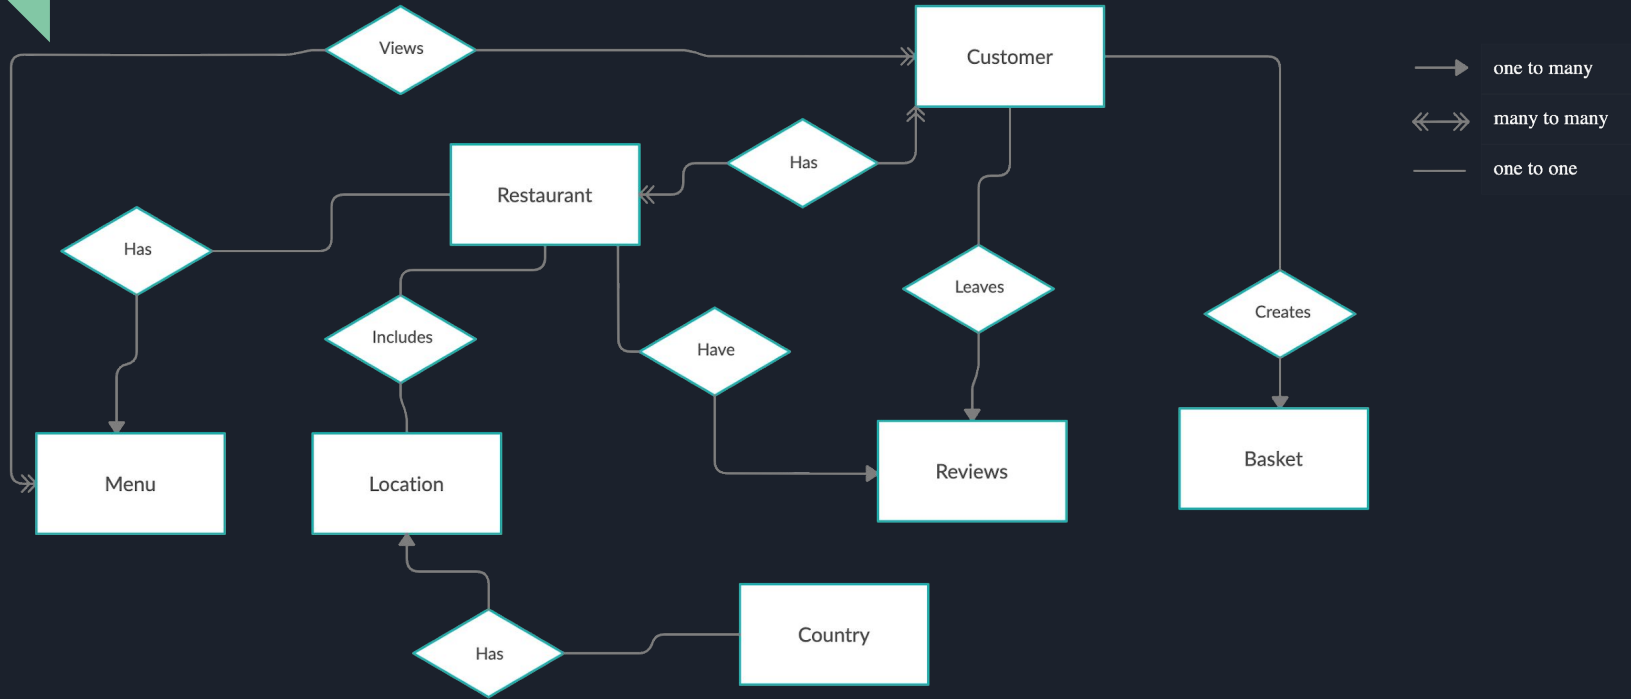 Views
Customer
one to many
many to many
one to one
Has
Restaurant
Has
Leaves
Creates
Includes
Have
Menu
Location
Reviews
Basket
Country
Has